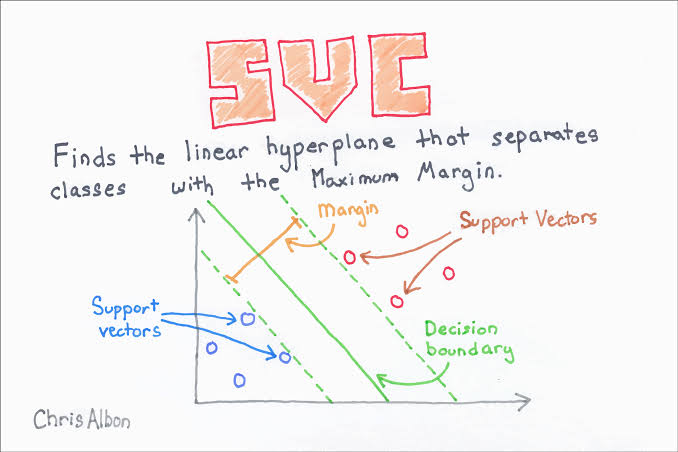 SVC
Finds the linear hyperplane that separates
classes with the Maximum Margin.
margin
Support Vectors
Support
vectors
Decision
boundary
Chris Albon